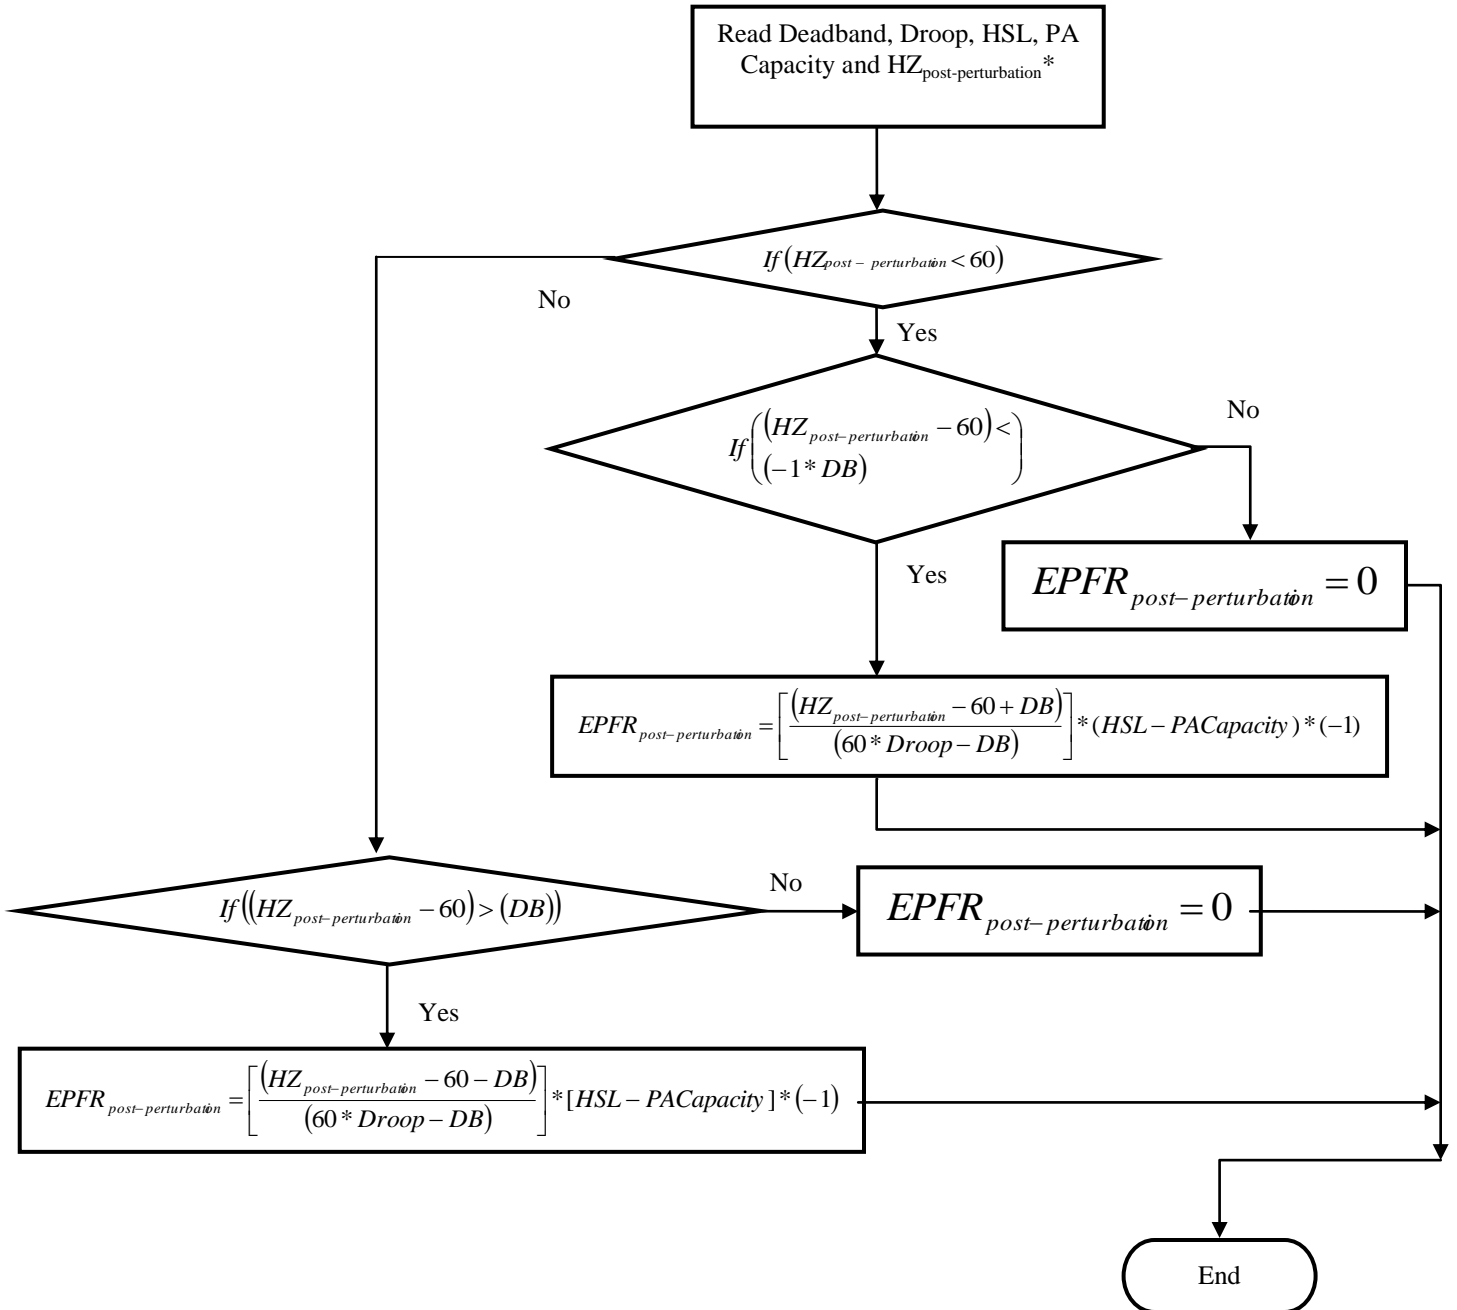 Read Deadband, Droop, HSL, PA
Capacity and HZpost-perturbation*
If (HZpost – perturbation < 60)
No
Yes
If ((HZpost–perturbation − 60) <
(−1* DB))
No
Yes
EPFRpost–perturbation = 0
EPFRpost–perturbation = [(HZpost–perturbation − 60 + DB) / (60 * Droop − DB)] * (HSL − PACapacity) * (−1)
If ((HZpost–perturbation − 60) > (DB))
No
EPFRpost–perturbation = 0
Yes
EPFRpost–perturbation = [(HZpost–perturbation − 60 − DB) / (60 * Droop − DB)] * [HSL − PACapacity] * (−1)
End